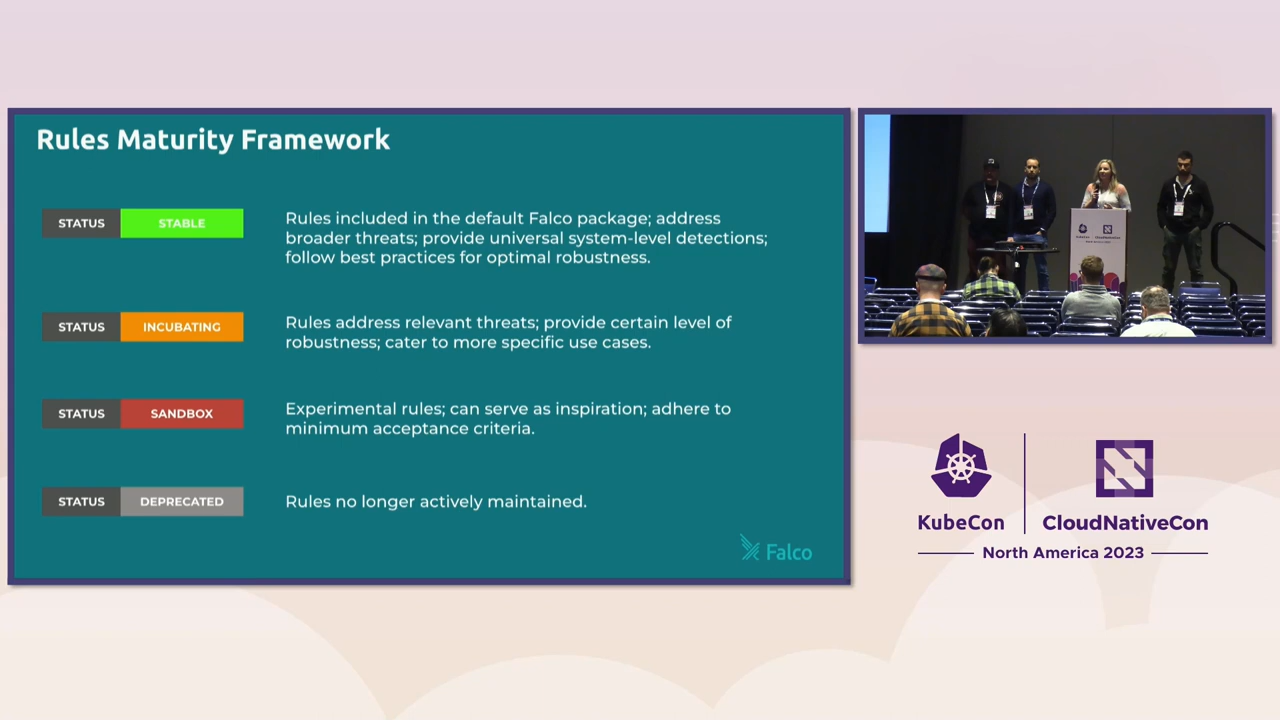 Rules Maturity Framework
STATUS STABLE
Rules included in the default Falco package; address
broader threats; provide universal system-level detections;
follow best practices for optimal robustness.
STATUS INCUBATING
Rules address relevant threats; provide certain level of
robustness; cater to more specific use cases.
STATUS SANDBOX
Experimental rules; can serve as inspiration; adhere to
minimum acceptance criteria.
STATUS DEPRECATED
Rules no longer actively maintained.
Falco
KubeCon
CloudNativeCon
North America 2023